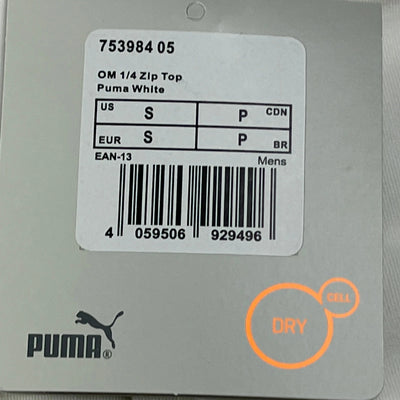 753984 05
OM 1/4 Zip Top
Puma White
US S P CDN
EUR S P BR
EAN-13 Mens
4 059506 929496
CELL
DRY
PUMA®